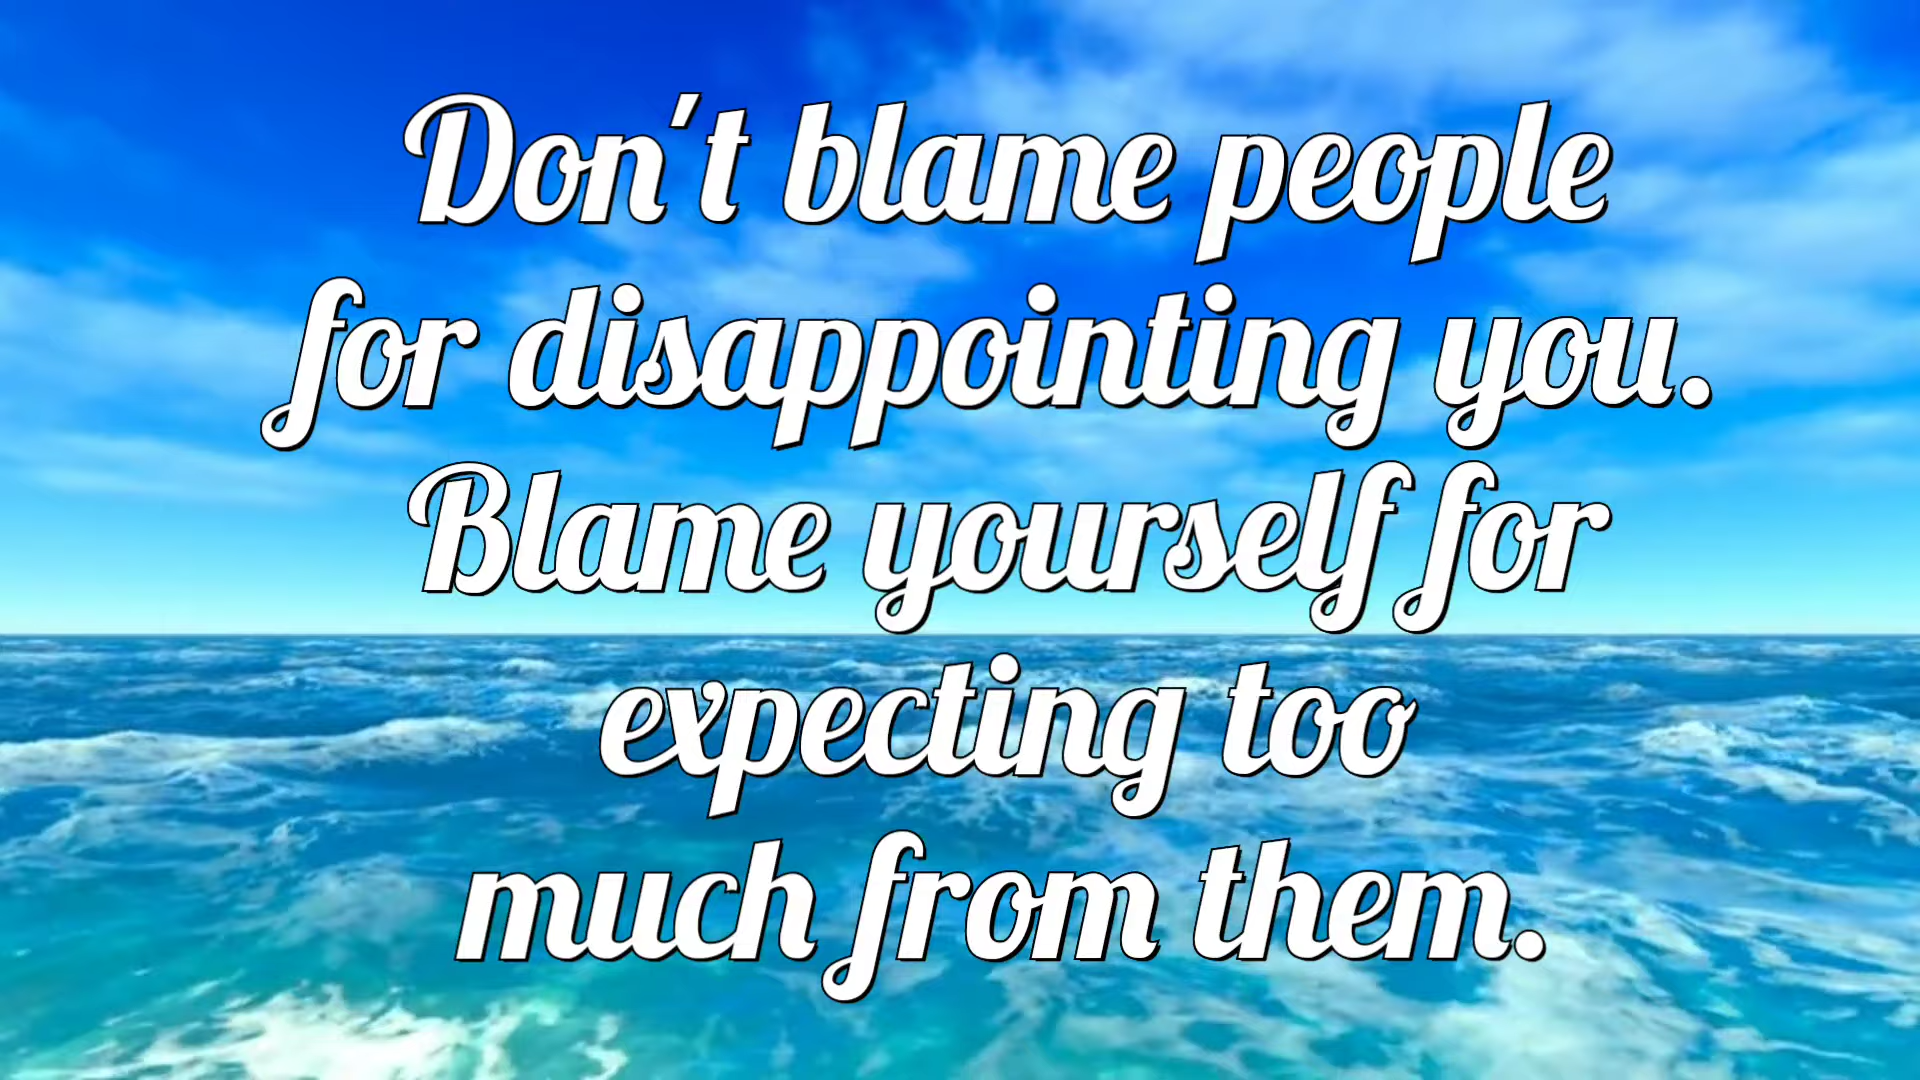 Don't blame people
for disappointing you.
Blame yourself for
expecting too
much from them.